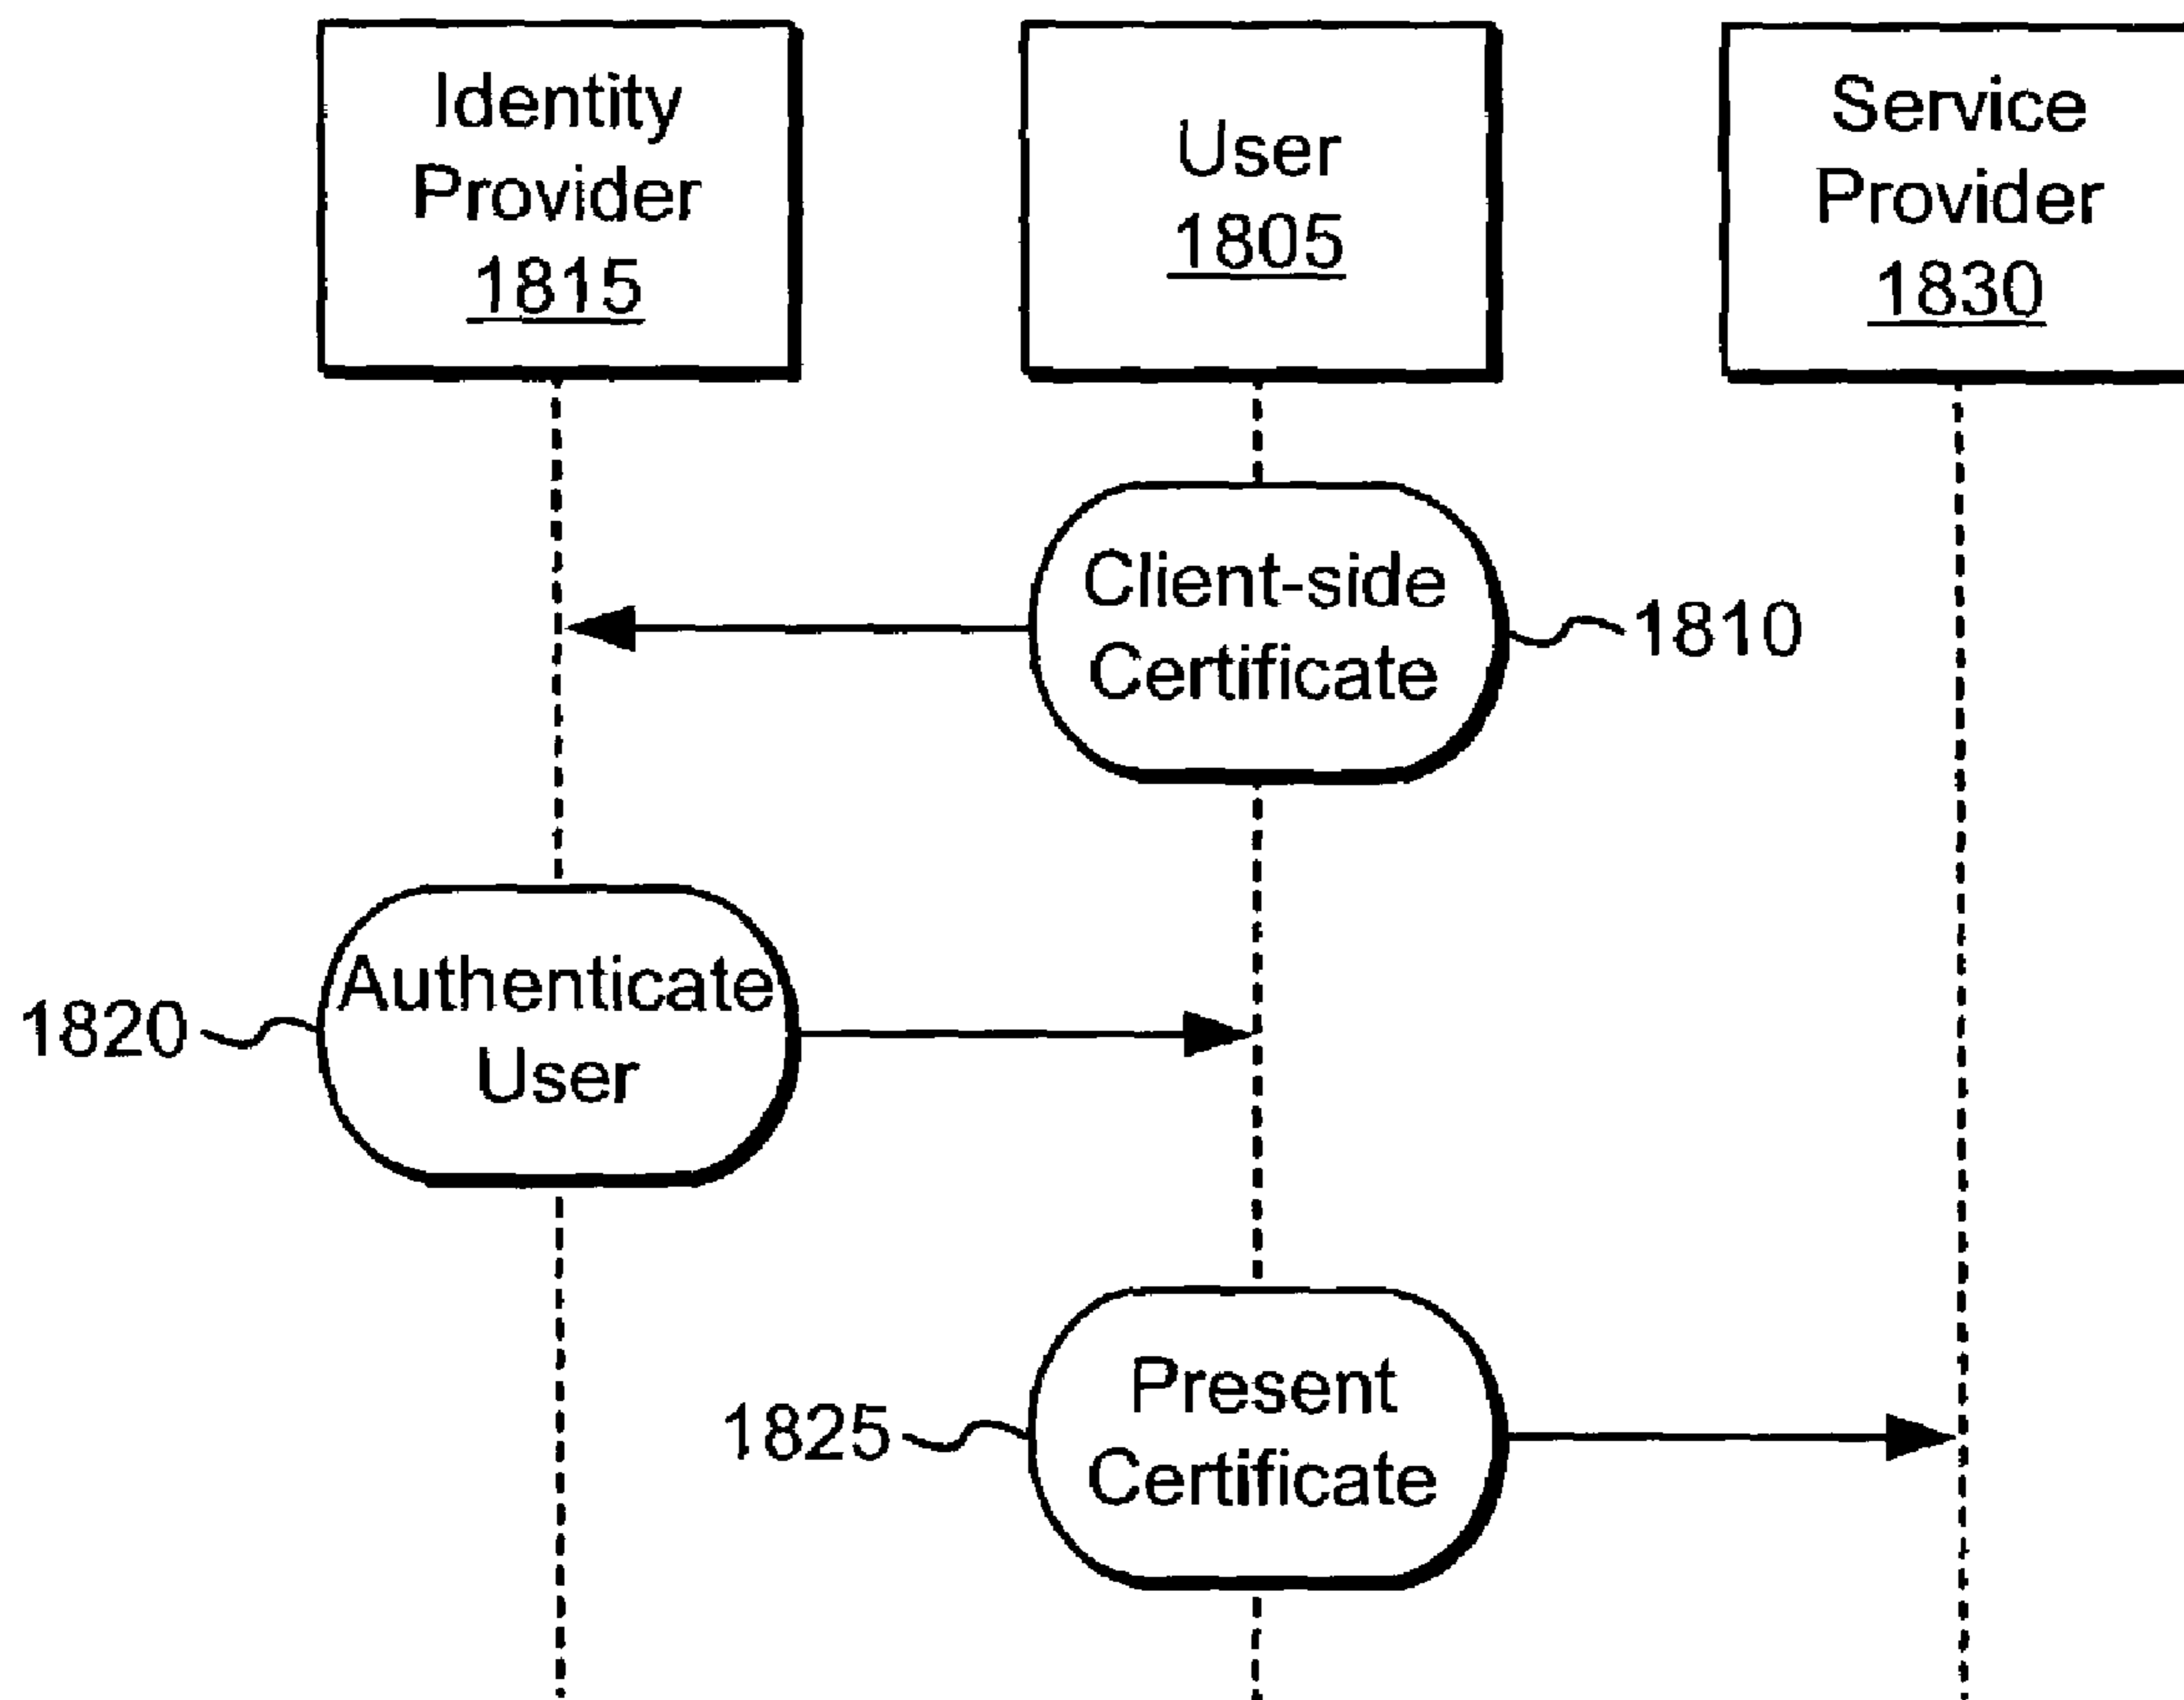 Identity
Provider
1815
User
1805
Service
Provider
1830
Client-side
Certificate
1810
Authenticate
User
1820
Present
Certificate
1825